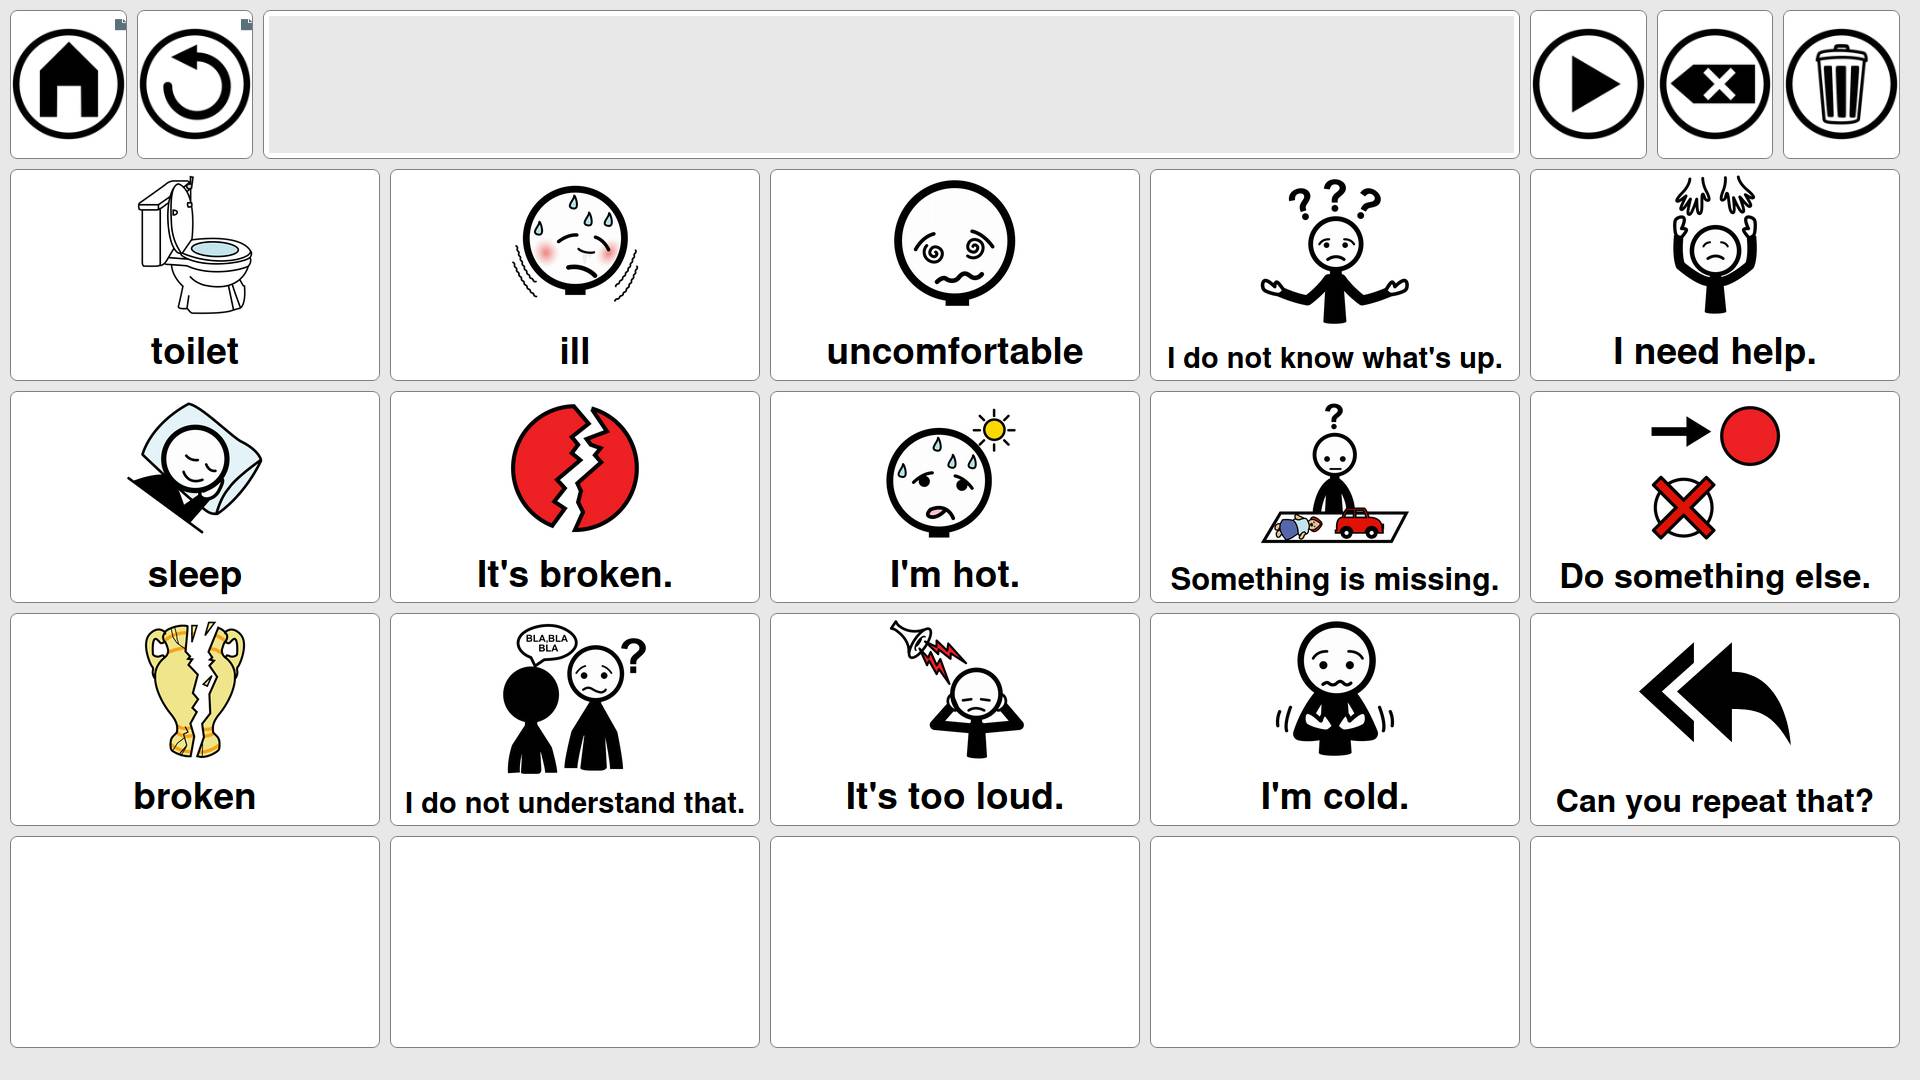 toilet
ill
uncomfortable
? ? ?
I do not know what's up.
I need help.
sleep
It's broken.
I'm hot.
?
Something is missing.
Do something else.
broken
BLA,BLA
BLA
?
I do not understand that.
It's too loud.
I'm cold.
Can you repeat that?